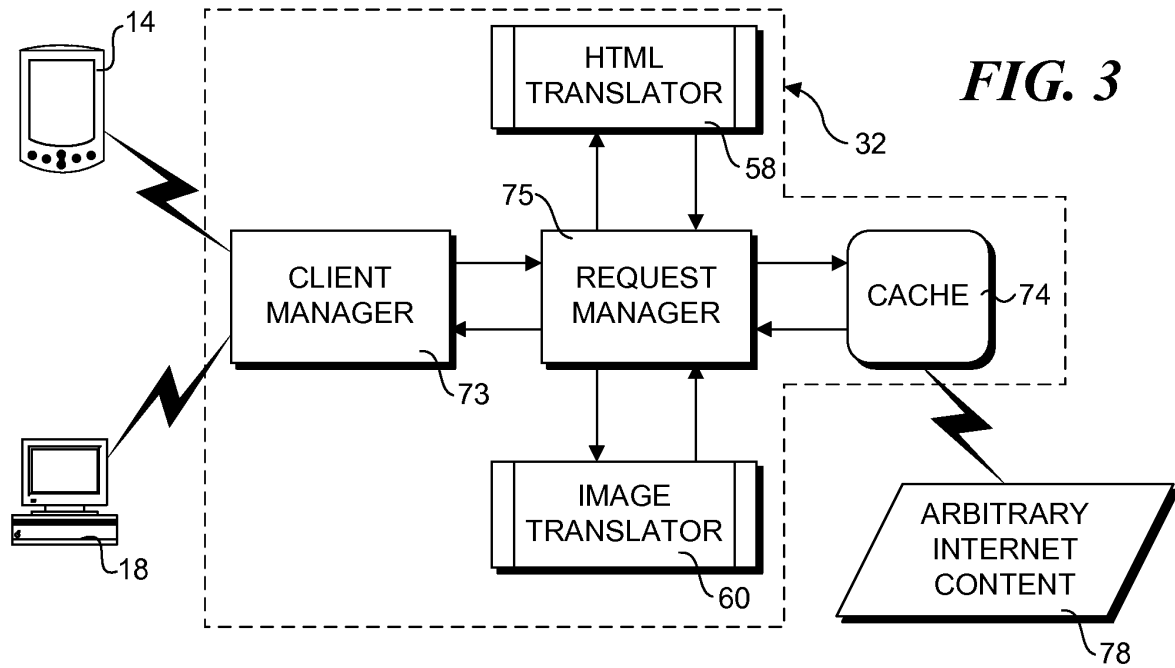 14
HTML
TRANSLATOR
58
FIG. 3
32
75
CLIENT
MANAGER
73
REQUEST
MANAGER
CACHE
74
18
IMAGE
TRANSLATOR
60
ARBITRARY
INTERNET
CONTENT
78